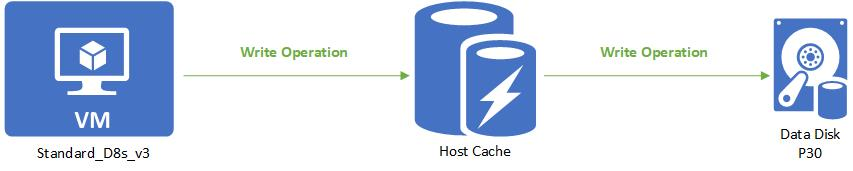 Write Operation
Write Operation
VM
Standard_D8s_v3
Host Cache
Data Disk
P30